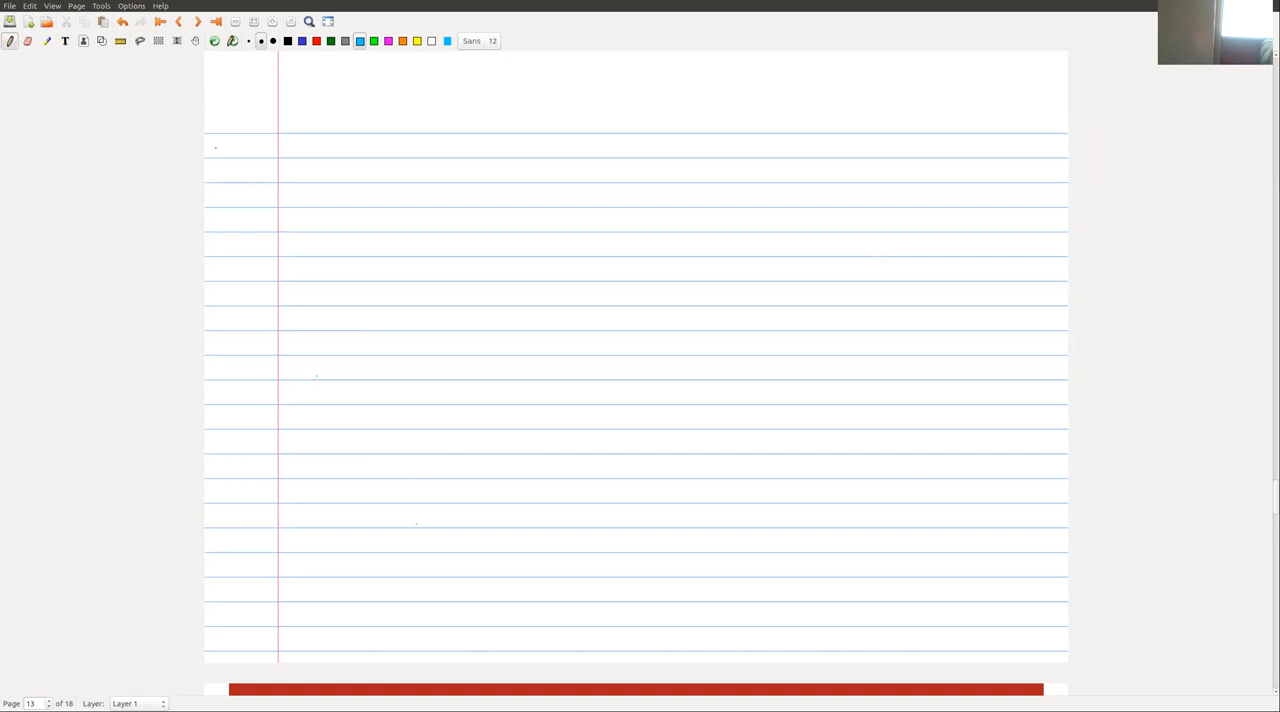 File Edit View Page Tools Options Help
Sans 12
Page 13 of 18 Layer: Layer 1